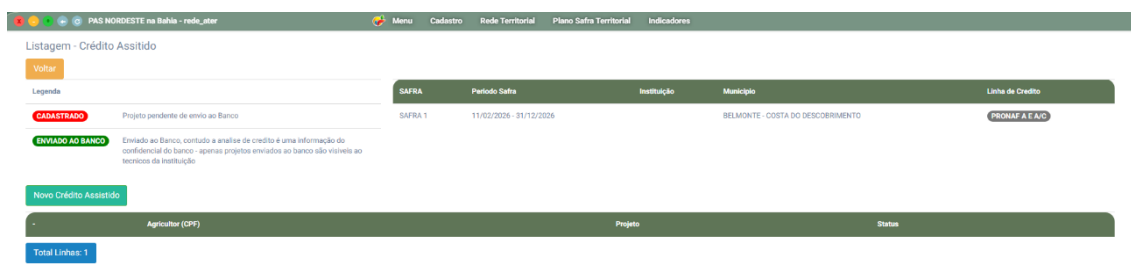 PAS NORDESTE na Bahia - rede_ater Menu Cadastro Rede Territorial Plano Safra Territorial Indicadores
Listagem - Crédito Assitido
Voltar
Legenda
CADASTRADO Projeto pendente de envio ao Banco
ENVIADO AO BANCO Enviado ao Banco, contudo a analise de credito é uma informação do
confidencial do banco - apenas projetos enviados ao banco são visiveis ao
tecnicos da instituição
SAFRA Periodo Safra Instituição Municipio Linha de Credito
SAFRA 1 11/02/2026 - 31/12/2026 BELMONTE - COSTA DO DESCOBRIMENTO PRONAF A E A/C
Novo Crédito Assistido
- Agricultor (CPF) Projeto Status
Total Linhas: 1